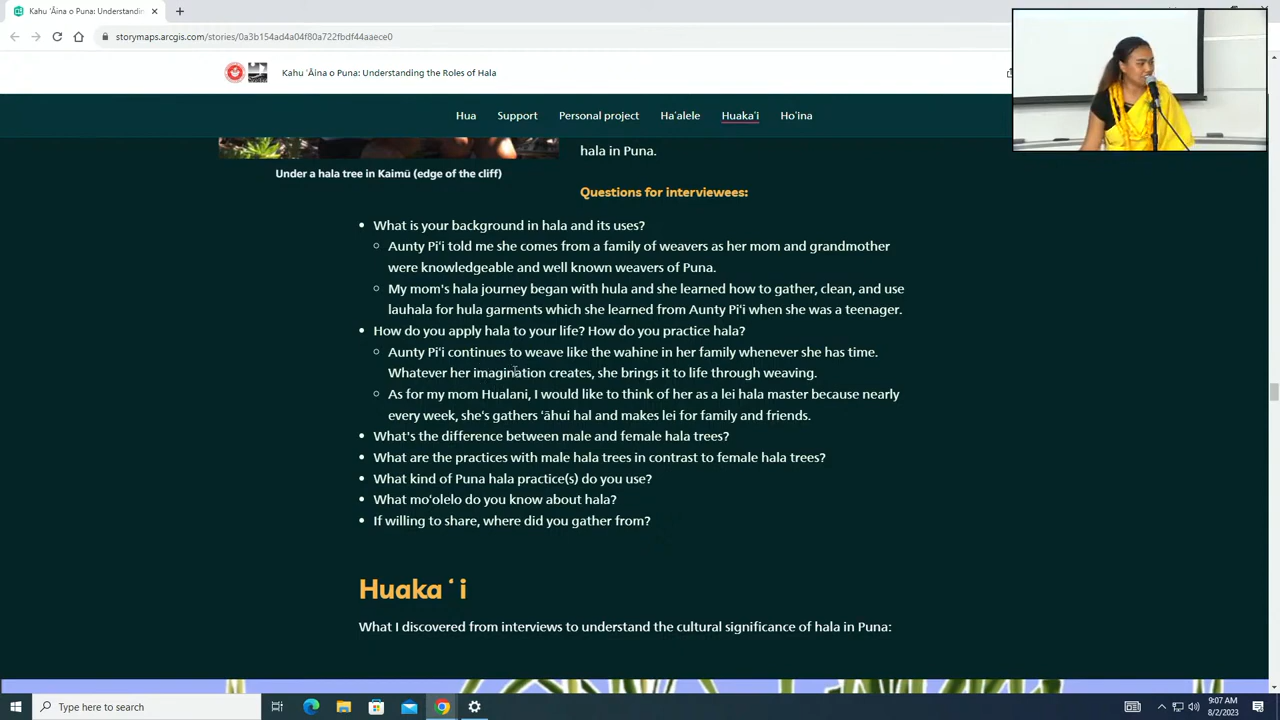 Kahu ʻĀina o Puna: Understandin
storymaps.arcgis.com/stories/0a3b154ad4a04f80a722fbdf44aaece0
Kahu ʻĀina o Puna: Understanding the Roles of Hala
Hua Support Personal project Haʻalele Huakaʻi Hoʻina
hala in Puna.
Under a hala tree in Kaimū (edge of the cliff)
Questions for interviewees:
• What is your background in hala and its uses?
○ Aunty Piʻi told me she comes from a family of weavers as her mom and grandmother
were knowledgeable and well known weavers of Puna.
○ My mom's hala journey began with hula and she learned how to gather, clean, and use
lauhala for hula garments which she learned from Aunty Piʻi when she was a teenager.
• How do you apply hala to your life? How do you practice hala?
○ Aunty Piʻi continues to weave like the wahine in her family whenever she has time.
Whatever her imagination creates, she brings it to life through weaving.
○ As for my mom Hualani, I would like to think of her as a lei hala master because nearly
every week, she's gathers ʻāhui hal and makes lei for family and friends.
• What's the difference between male and female hala trees?
• What are the practices with male hala trees in contrast to female hala trees?
• What kind of Puna hala practice(s) do you use?
• What moʻolelo do you know about hala?
• If willing to share, where did you gather from?
Huakaʻi
What I discovered from interviews to understand the cultural significance of hala in Puna:
Type here to search
9:07 AM
8/2/2023